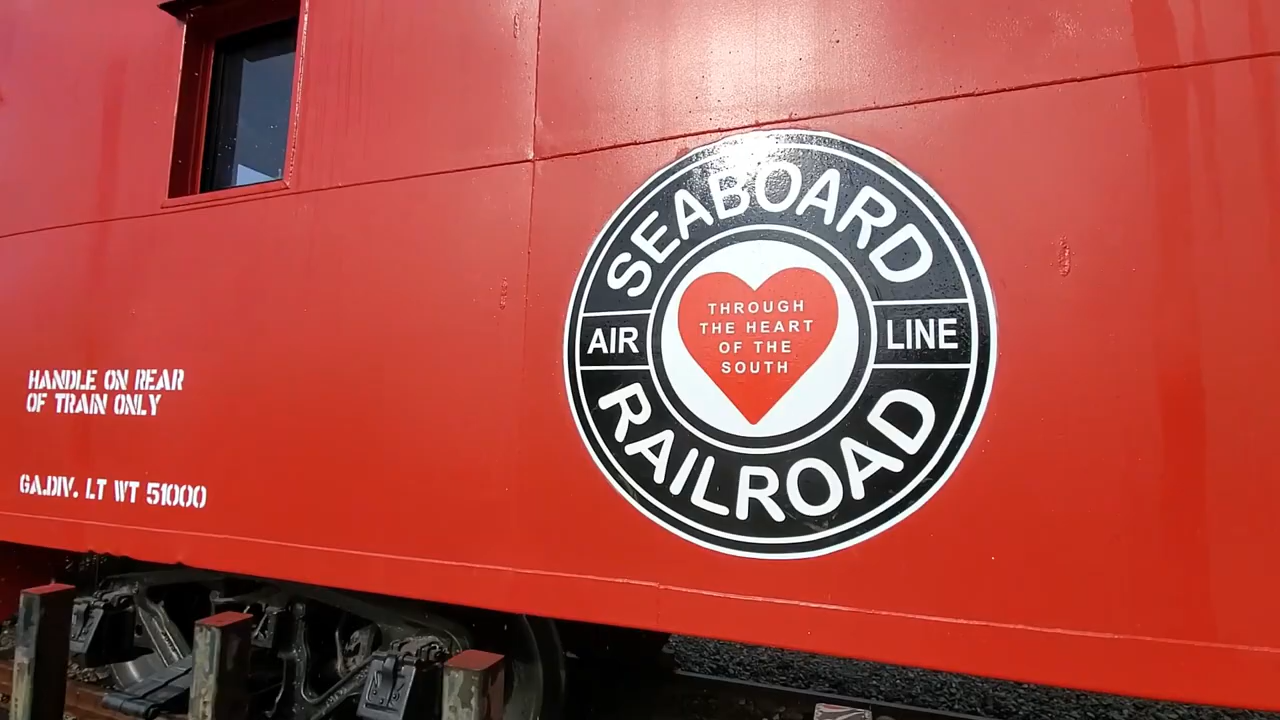 HANDLE ON REAR
OF TRAIN ONLY
GA.DIV. LT WT 51000
SEABOARD
AIR LINE
RAILROAD
THROUGH
THE HEART
OF THE
SOUTH